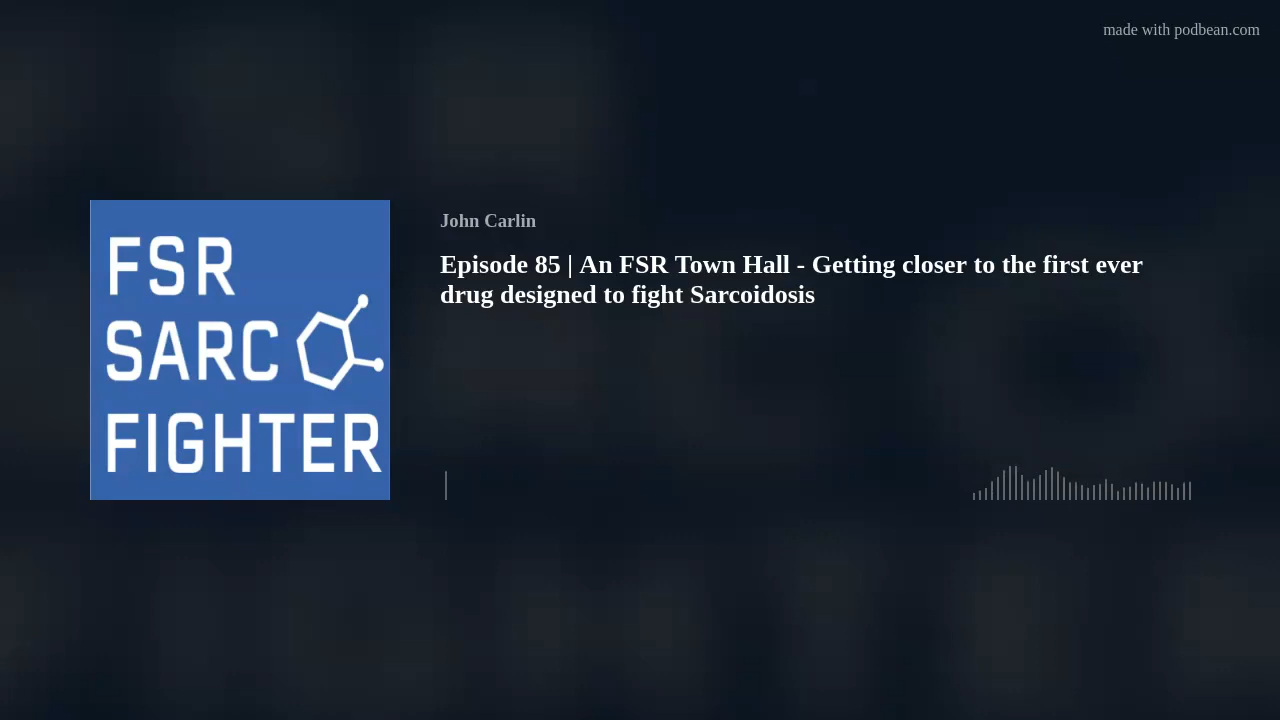 made with podbean.com
FSR
SARC
FIGHTER
John Carlin
Episode 85 | An FSR Town Hall - Getting closer to the first ever
drug designed to fight Sarcoidosis